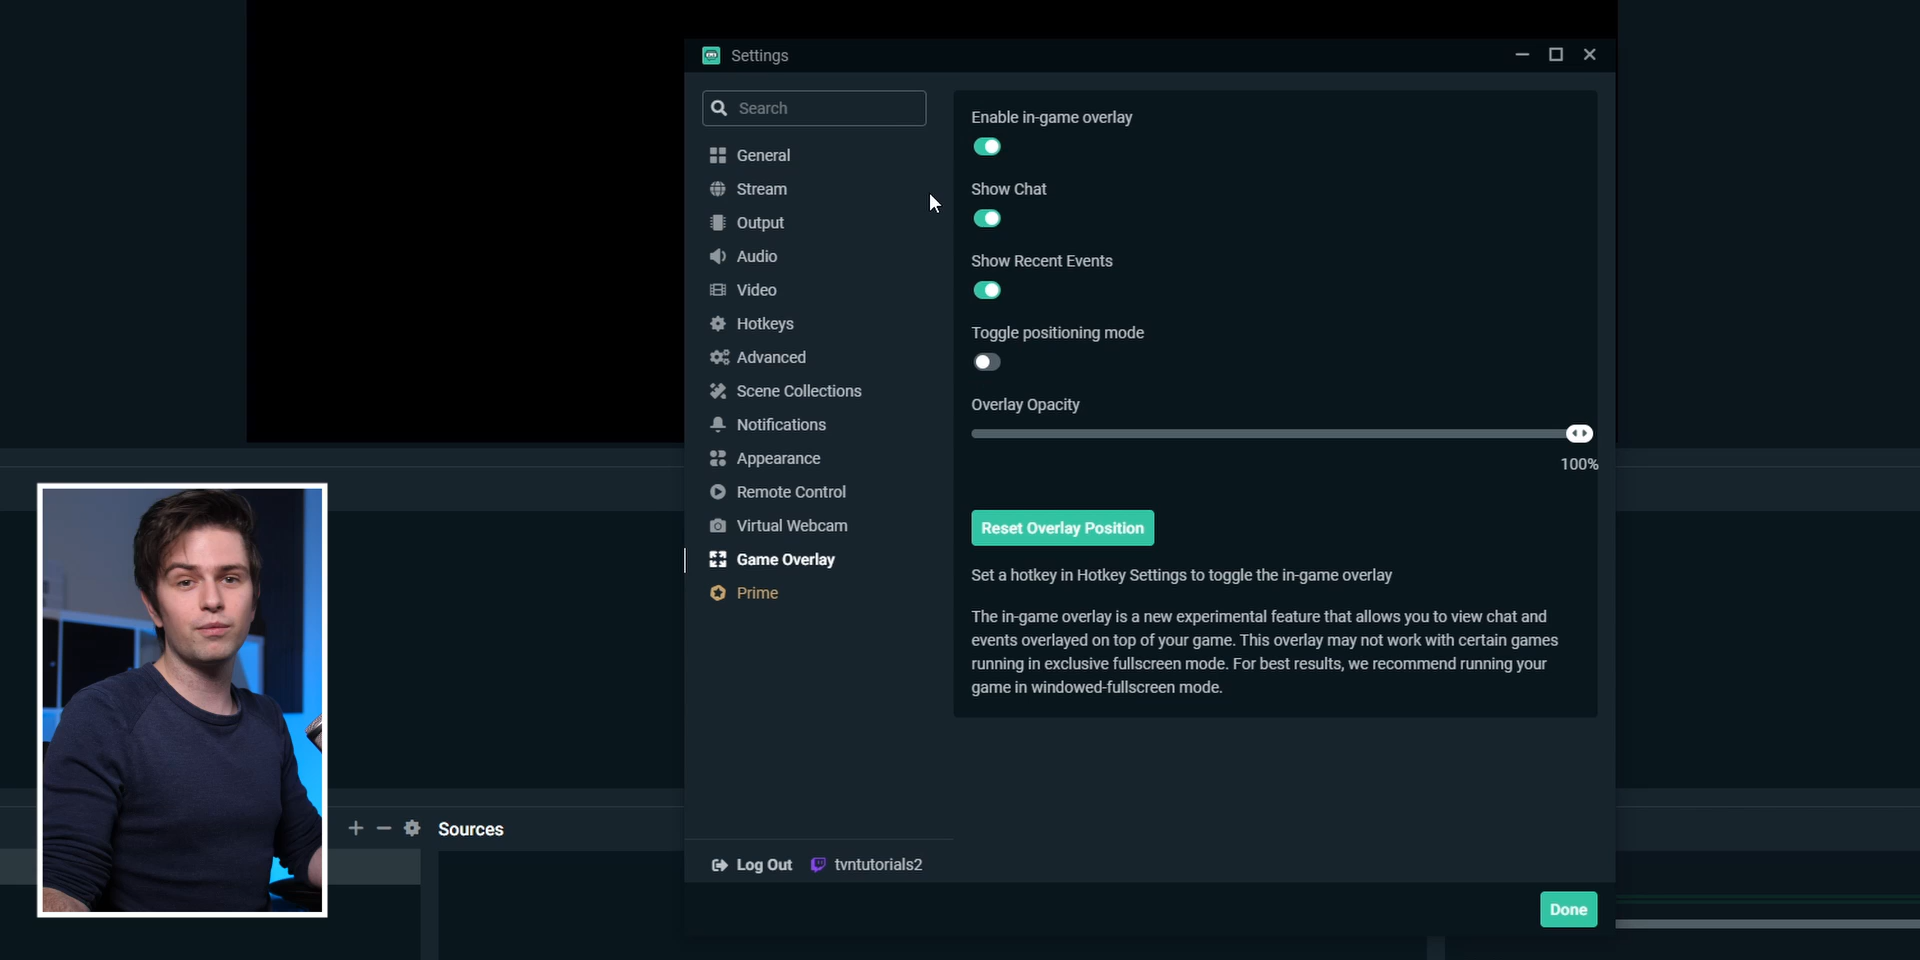 Settings
Search
General
Stream
Output
Audio
Video
Hotkeys
Advanced
Scene Collections
Notifications
Appearance
Remote Control
Virtual Webcam
Game Overlay
Prime
Log Out
tvntutorials2
Enable in-game overlay
Show Chat
Show Recent Events
Toggle positioning mode
Overlay Opacity
100%
Reset Overlay Position
Set a hotkey in Hotkey Settings to toggle the in-game overlay
The in-game overlay is a new experimental feature that allows you to view chat and
events overlayed on top of your game. This overlay may not work with certain games
running in exclusive fullscreen mode. For best results, we recommend running your
game in windowed-fullscreen mode.
Done
Sources